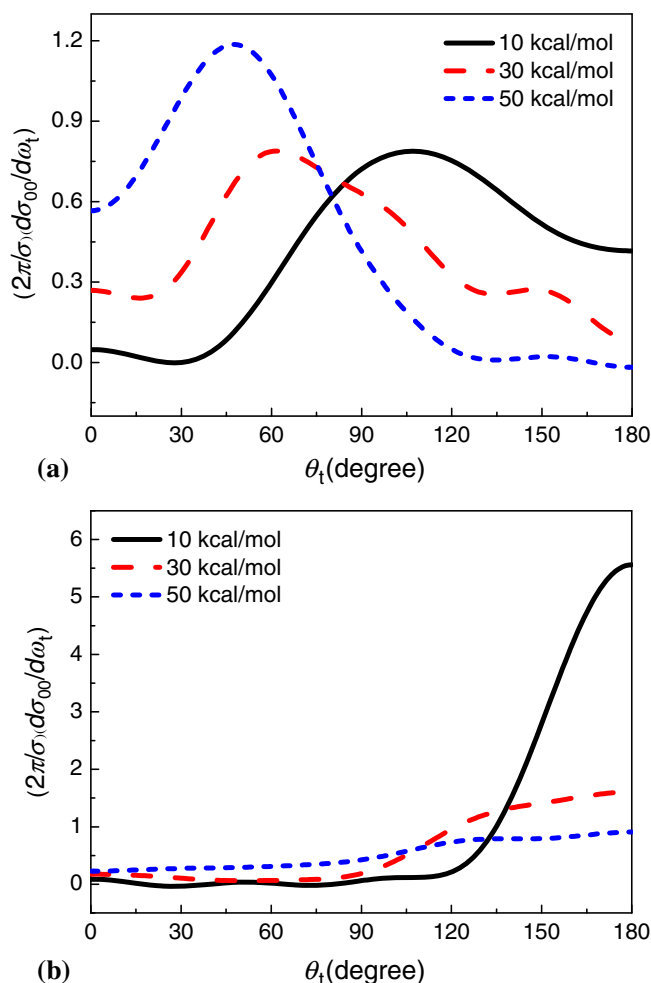 1.2
0.9
0.6
0.3
0.0
(2π/σ)(dσ₀₀/dωₜ)
10 kcal/mol
30 kcal/mol
50 kcal/mol
0 30 60 90 120 150 180
(a) θₜ(degree)
6
5
4
3
2
1
0
(2π/σ)(dσ₀₀/dωₜ)
10 kcal/mol
30 kcal/mol
50 kcal/mol
0 30 60 90 120 150 180
(b) θₜ(degree)